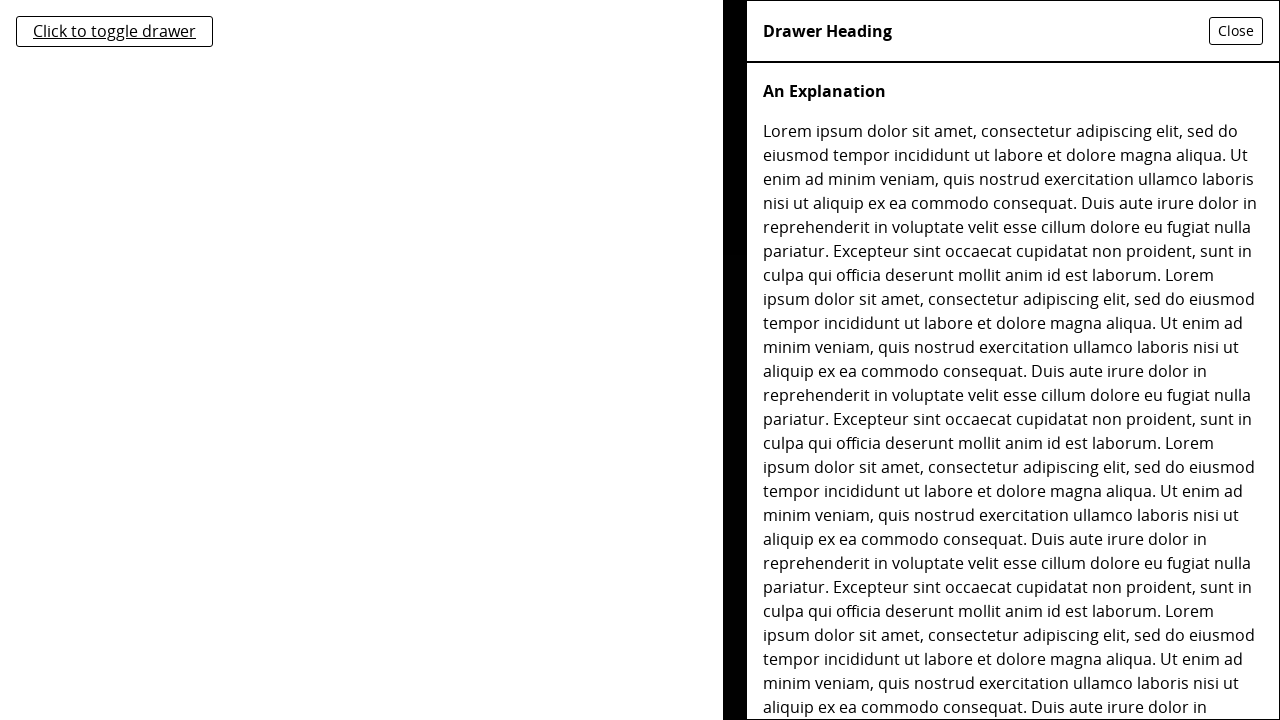 Click to toggle drawer
Drawer Heading
Close
An Explanation
Lorem ipsum dolor sit amet, consectetur adipiscing elit, sed do
eiusmod tempor incididunt ut labore et dolore magna aliqua. Ut
enim ad minim veniam, quis nostrud exercitation ullamco laboris
nisi ut aliquip ex ea commodo consequat. Duis aute irure dolor in
reprehenderit in voluptate velit esse cillum dolore eu fugiat nulla
pariatur. Excepteur sint occaecat cupidatat non proident, sunt in
culpa qui officia deserunt mollit anim id est laborum. Lorem
ipsum dolor sit amet, consectetur adipiscing elit, sed do eiusmod
tempor incididunt ut labore et dolore magna aliqua. Ut enim ad
minim veniam, quis nostrud exercitation ullamco laboris nisi ut
aliquip ex ea commodo consequat. Duis aute irure dolor in
reprehenderit in voluptate velit esse cillum dolore eu fugiat nulla
pariatur. Excepteur sint occaecat cupidatat non proident, sunt in
culpa qui officia deserunt mollit anim id est laborum. Lorem
ipsum dolor sit amet, consectetur adipiscing elit, sed do eiusmod
tempor incididunt ut labore et dolore magna aliqua. Ut enim ad
minim veniam, quis nostrud exercitation ullamco laboris nisi ut
aliquip ex ea commodo consequat. Duis aute irure dolor in
reprehenderit in voluptate velit esse cillum dolore eu fugiat nulla
pariatur. Excepteur sint occaecat cupidatat non proident, sunt in
culpa qui officia deserunt mollit anim id est laborum. Lorem
ipsum dolor sit amet, consectetur adipiscing elit, sed do eiusmod
tempor incididunt ut labore et dolore magna aliqua. Ut enim ad
minim veniam, quis nostrud exercitation ullamco laboris nisi ut
aliquip ex ea commodo consequat. Duis aute irure dolor in